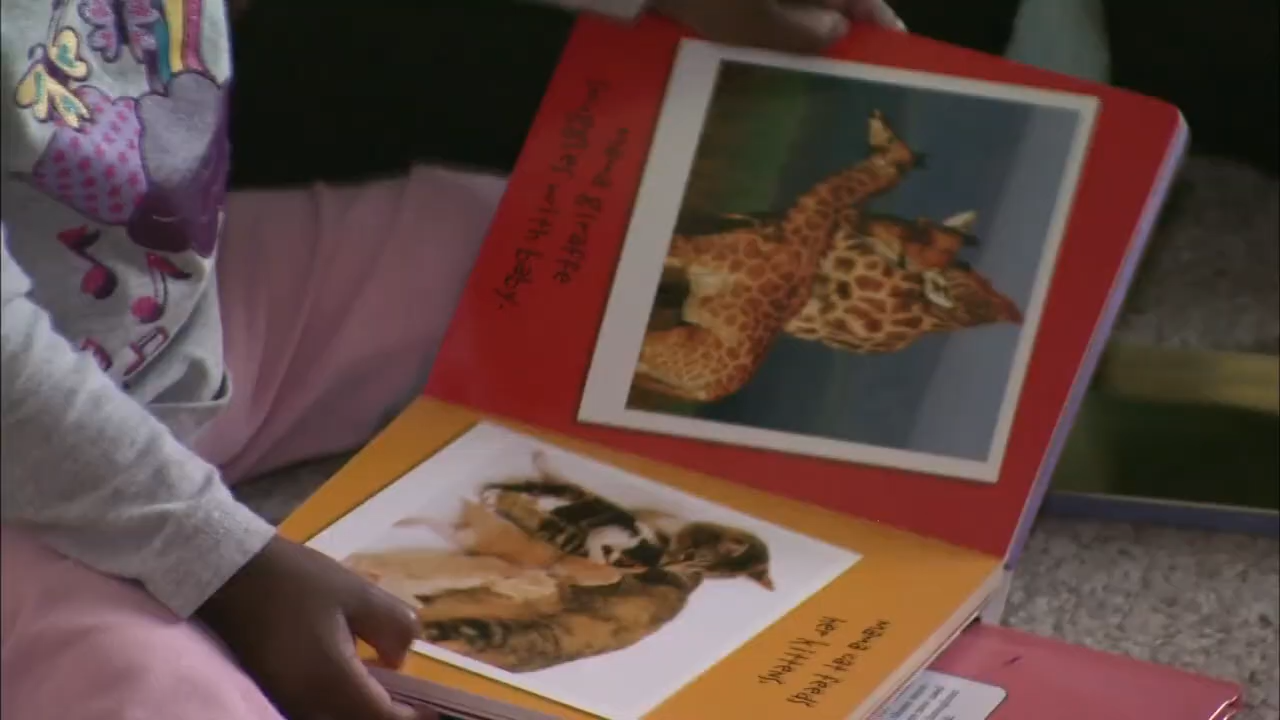 mama giraffe
snuggles with baby.
mama cat feeds
her kittens.